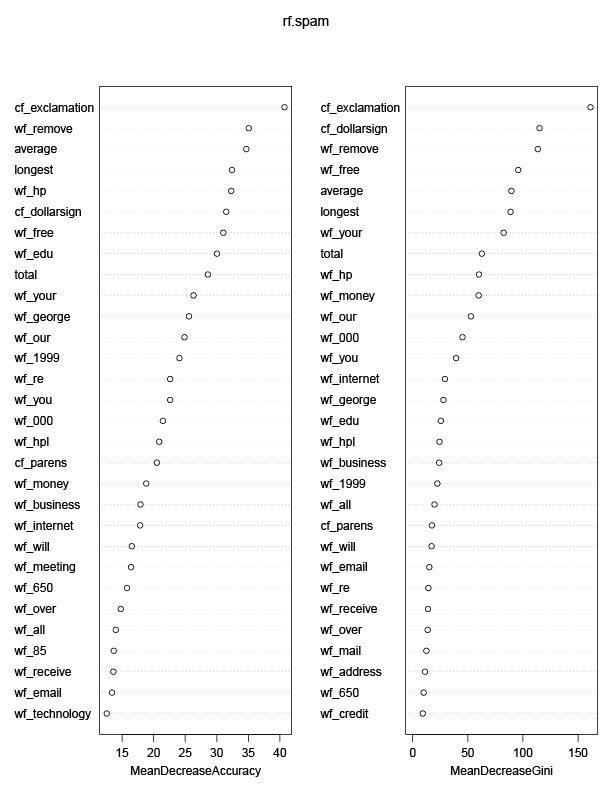 rf.spam
cf_exclamation
wf_remove
average
longest
wf_hp
cf_dollarsign
wf_free
wf_edu
total
wf_your
wf_george
wf_our
wf_1999
wf_re
wf_you
wf_000
wf_hpl
cf_parens
wf_money
wf_business
wf_internet
wf_will
wf_meeting
wf_650
wf_over
wf_all
wf_85
wf_receive
wf_email
wf_technology
15 20 25 30 35 40
MeanDecreaseAccuracy
cf_exclamation
cf_dollarsign
wf_remove
wf_free
average
longest
wf_your
total
wf_hp
wf_money
wf_our
wf_000
wf_you
wf_internet
wf_george
wf_edu
wf_hpl
wf_business
wf_1999
wf_all
cf_parens
wf_will
wf_email
wf_re
wf_receive
wf_over
wf_mail
wf_address
wf_650
wf_credit
0 50 100 150
MeanDecreaseGini